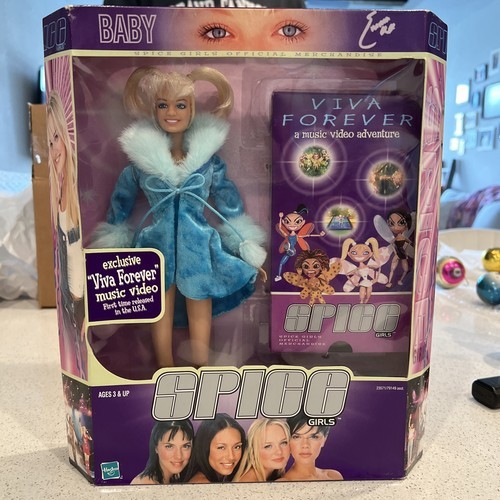 BABY
SPICE GIRLS OFFICIAL MERCHANDISE
VIVA
FOREVER
a music video adventure
exclusive
"Viva Forever"
music video
First time released
in the U.S.A.
SPICE
GIRLS
SPICE GIRLS
OFFICIAL
MERCHANDISE
AGES 3 & UP
SPICE
GIRLS™
Hasbro